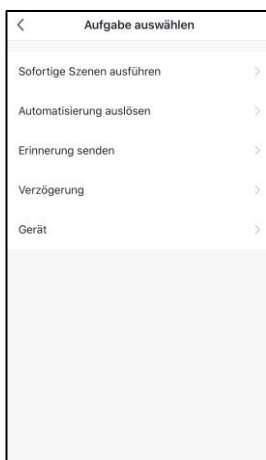 Aufgabe auswählen
Sofortige Szenen ausführen
Automatisierung auslösen
Erinnerung senden
Verzögerung
Gerät